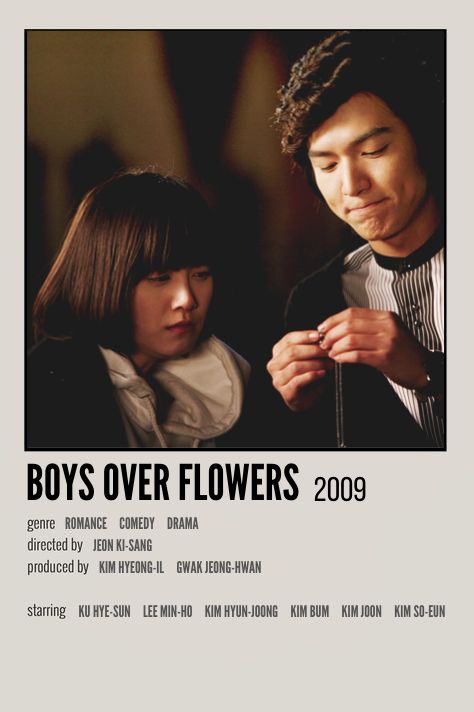 BOYS OVER FLOWERS 2009
genre ROMANCE COMEDY DRAMA
directed by JEON KI-SANG
produced by KIM HYEONG-IL GWAK JEONG-HWAN
starring KU HYE-SUN LEE MIN-HO KIM HYUN-JOONG KIM BUM KIM JOON KIM SO-EUN